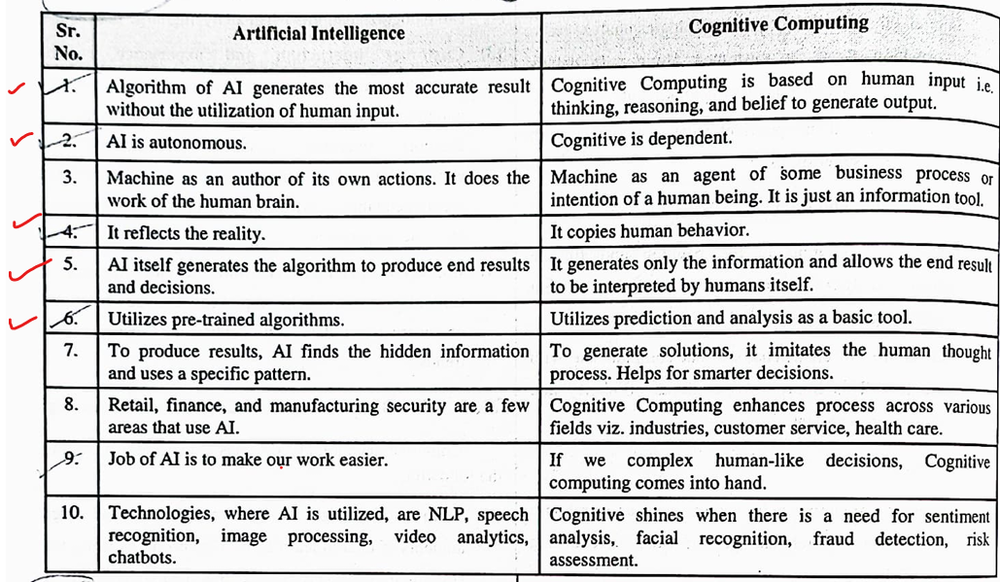 Sr. No. Artificial Intelligence Cognitive Computing
1. Algorithm of AI generates the most accurate result
without the utilization of human input.
Cognitive Computing is based on human input i.e.
thinking, reasoning, and belief to generate output.
2. AI is autonomous.
Cognitive is dependent.
3. Machine as an author of its own actions. It does the
work of the human brain.
Machine as an agent of some business process or
intention of a human being. It is just an information tool.
4. It reflects the reality.
It copies human behavior.
5. AI itself generates the algorithm to produce end results
and decisions.
It generates only the information and allows the end result
to be interpreted by humans itself.
6. Utilizes pre-trained algorithms.
Utilizes prediction and analysis as a basic tool.
7. To produce results, AI finds the hidden information
and uses a specific pattern.
To generate solutions, it imitates the human thought
process. Helps for smarter decisions.
8. Retail, finance, and manufacturing security are a few
areas that use AI.
Cognitive Computing enhances process across various
fields viz. industries, customer service, health care.
9. Job of AI is to make our work easier.
If we complex human-like decisions, Cognitive
computing comes into hand.
10. Technologies, where AI is utilized, are NLP, speech
recognition, image processing, video analytics,
chatbots.
Cognitive shines when there is a need for sentiment
analysis, facial recognition, fraud detection, risk
assessment.